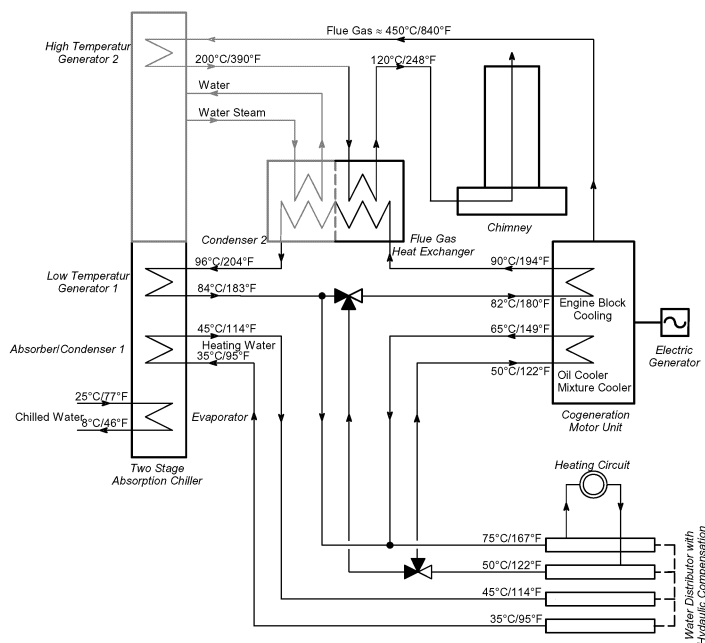 Flue Gas ≈ 450°C/840°F
High Temperatur
Generator 2
200°C/390°F
120°C/248°F
Water
Water Steam
Chimney
Condenser 2
Flue Gas
Heat Exchanger
96°C/204°F
90°C/194°F
Low Temperatur
Generator 1
84°C/183°F
82°C/180°F
Engine Block
Cooling
45°C/114°F
65°C/149°F
Absorber/Condenser 1
Heating Water
35°C/95°F
50°C/122°F
Electric
Generator
Oil Cooler
Mixture Cooler
25°C/77°F
Chilled Water
8°C/46°F
Evaporator
Cogeneration
Motor Unit
Two Stage
Absorption Chiller
Heating Circuit
75°C/167°F
50°C/122°F
45°C/114°F
35°C/95°F
Water Distributor with
Hydaulic Compensation